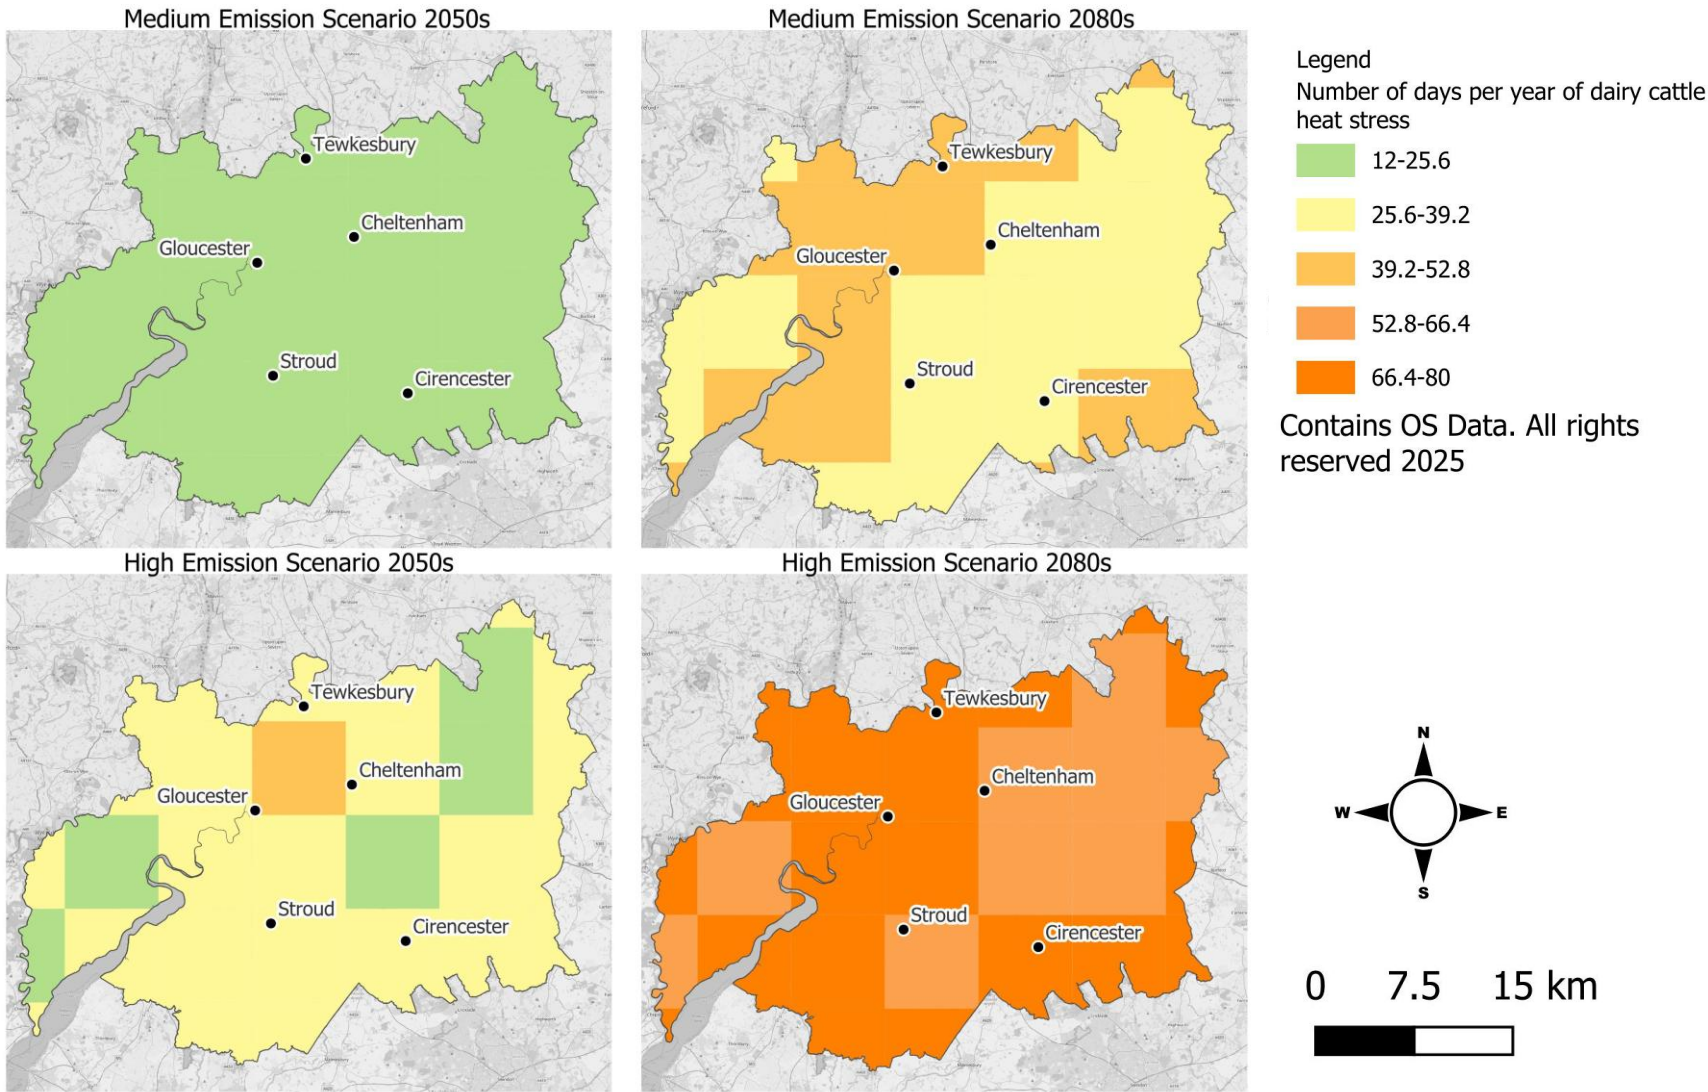 Medium Emission Scenario 2050s
Tewkesbury
Cheltenham
Gloucester
Stroud
Cirencester
Medium Emission Scenario 2080s
Tewkesbury
Cheltenham
Gloucester
Stroud
Cirencester
Legend
Number of days per year of dairy cattle
heat stress
12-25.6
25.6-39.2
39.2-52.8
52.8-66.4
66.4-80
Contains OS Data. All rights
reserved 2025
High Emission Scenario 2050s
Tewkesbury
Cheltenham
Gloucester
Stroud
Cirencester
High Emission Scenario 2080s
Tewkesbury
Cheltenham
Gloucester
Stroud
Cirencester
N
W E
S
0 7.5 15 km